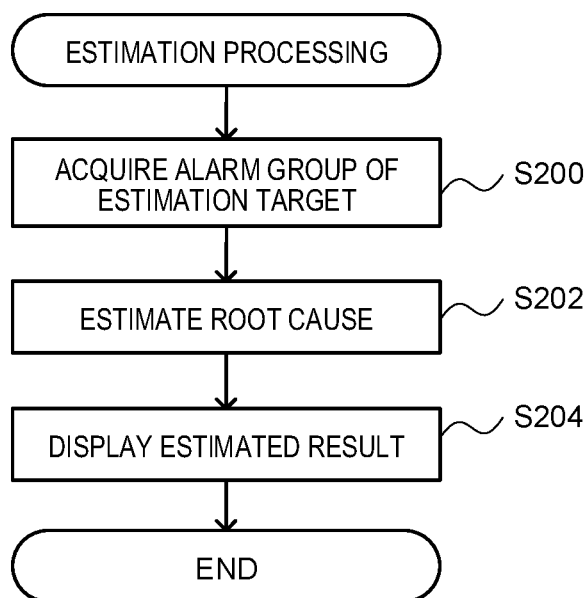 ESTIMATION PROCESSING
ACQUIRE ALARM GROUP OF
ESTIMATION TARGET
S200
ESTIMATE ROOT CAUSE
S202
DISPLAY ESTIMATED RESULT
S204
END